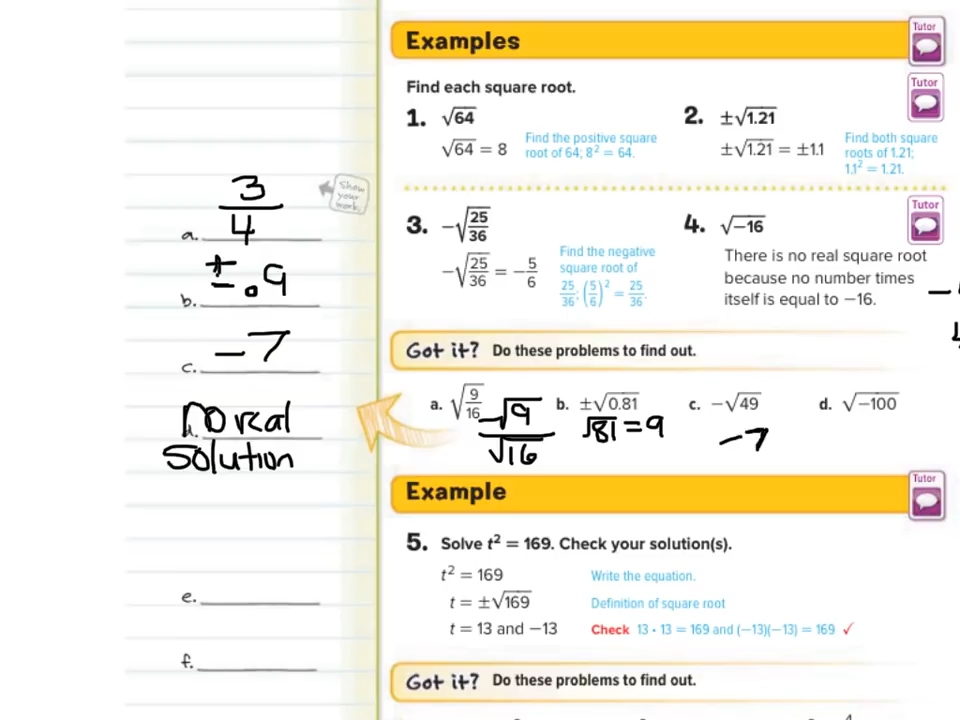 Examples
Tutor
Find each square root.
Tutor
1. √64
√64 = 8
Find the positive square
root of 64; 8² = 64.
2. ±√1.21
±√1.21 = ±1.1
Find both square
roots of 1.21;
1.1² = 1.21.
3. −√25/36
−√25/36 = −5/6
Find the negative
square root of
25/36; (5/6)² = 25/36.
4. √−16
Tutor
There is no real square root
because no number times
itself is equal to −16.
Show
your
work.
a. 3/4
b. ± .9
c. −7
d. no real
solution
e.
f.
Got it? Do these problems to find out.
a. √9/16
√9/√16
b. ±√0.81
√81 = 9
c. −√49
−7
d. √−100
Example
Tutor
5. Solve t² = 169. Check your solution(s).
t² = 169 Write the equation.
t = ±√169 Definition of square root
t = 13 and −13 Check 13 • 13 = 169 and (−13)(−13) = 169 ✓
Got it? Do these problems to find out.